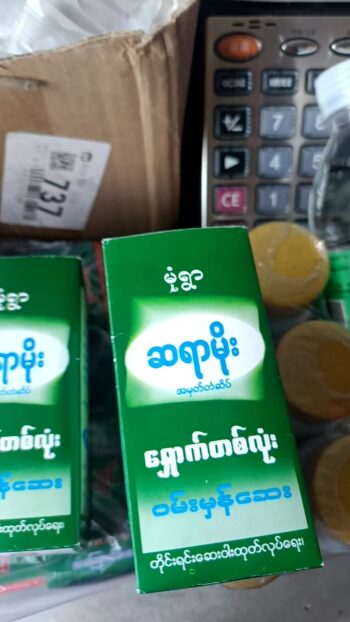 737
7
4
CE
1
မုံရွာ
ဆရာမိုး
အမှတ်တံဆိပ်
ရှောက်တစ်လုံး
ဝမ်းမှန်ဆေး
တိုင်းရင်းဆေးဝါးထုတ်လုပ်ရေး